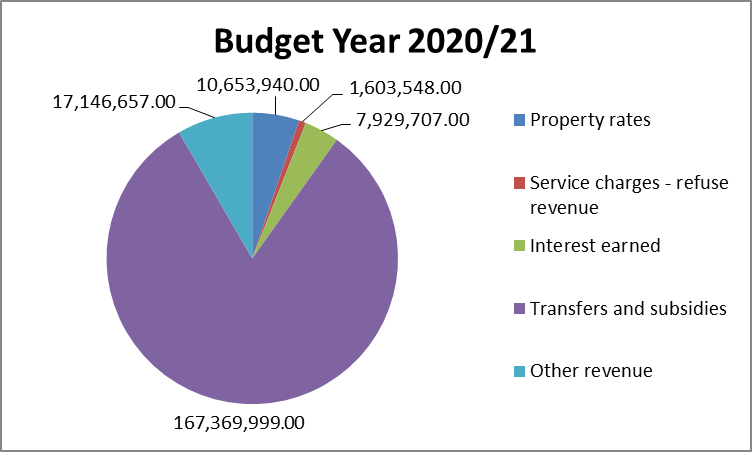 Budget Year 2020/21
10,653,940.00
1,603,548.00
17,146,657.00
7,929,707.00
167,369,999.00
Property rates
Service charges - refuse
revenue
Interest earned
Transfers and subsidies
Other revenue